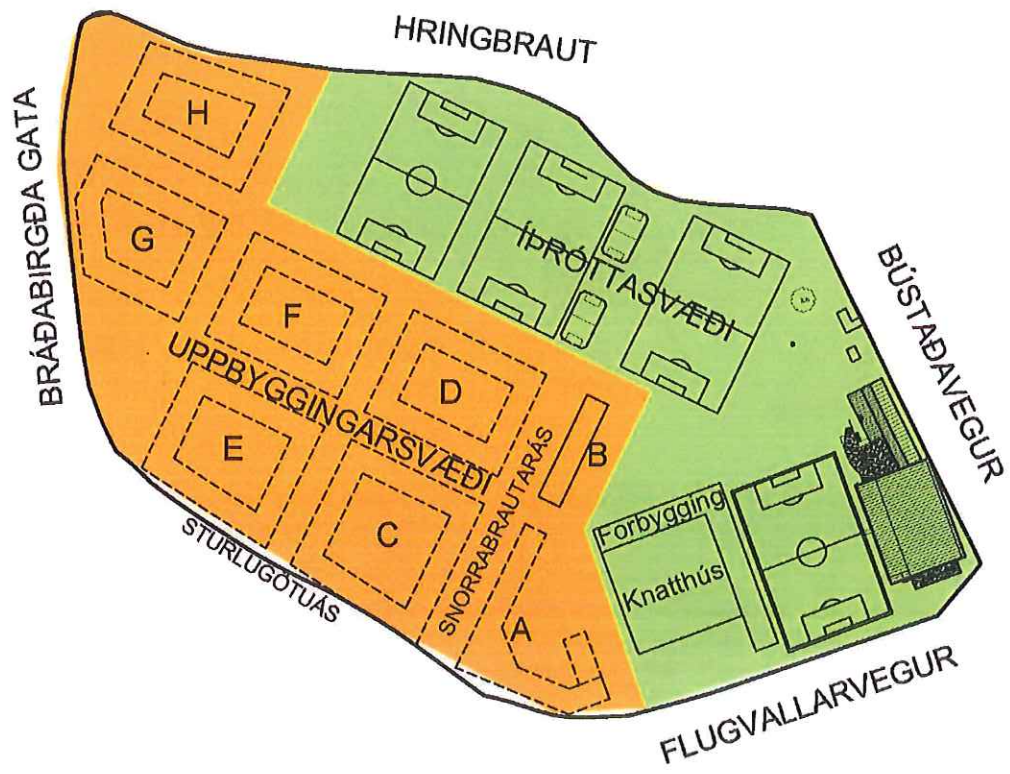 HRINGBRAUT
BRÁÐABIRGÐA GATA
BÚSTAÐAVEGUR
H
G
F
ÍÞRÓTTASVÆÐI
UPPBYGGINGARSVÆÐI
D
B
E
C
SNORRABRAUTARÁS
Forbygging
Knatthús
A
STURLUGÖTUÁS
FLUGVALLARVEGUR